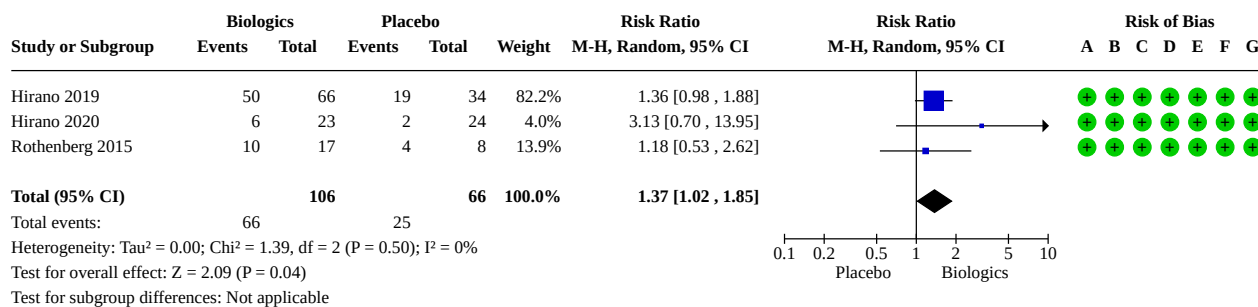 Biologics Placebo Risk Ratio Risk Ratio Risk of Bias
Study or Subgroup Events Total Events Total Weight M-H, Random, 95% CI M-H, Random, 95% CI A B C D E F G
Hirano 2019 50 66 19 34 82.2% 1.36 [0.98 , 1.88] + + + + + + +
Hirano 2020 6 23 2 24 4.0% 3.13 [0.70 , 13.95] + + + + + + +
Rothenberg 2015 10 17 4 8 13.9% 1.18 [0.53 , 2.62] + + + + + + +
Total (95% CI) 106 66 100.0% 1.37 [1.02 , 1.85]
Total events: 66 25
Heterogeneity: Tau² = 0.00; Chi² = 1.39, df = 2 (P = 0.50); I² = 0% 0.1 0.2 0.5 1 2 5 10
Test for overall effect: Z = 2.09 (P = 0.04) Placebo Biologics
Test for subgroup differences: Not applicable